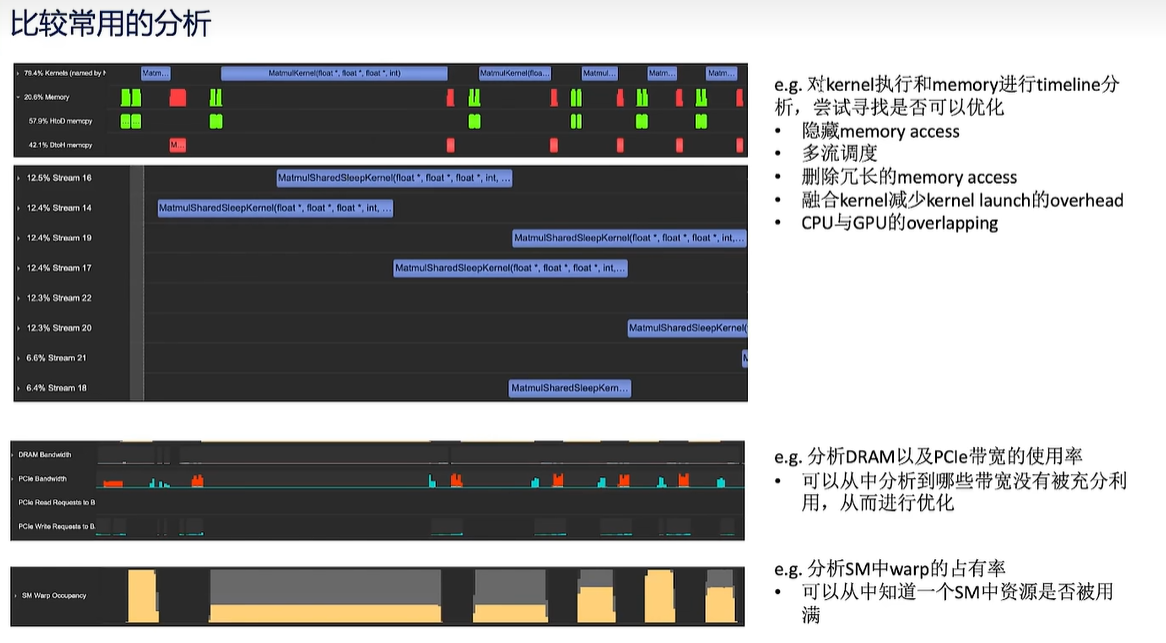 比较常用的分析
79.4% Kernels (named by
Matm...
MatmulKernel(float *, float *, float *, int)
MatmulKernel(floa...
Matmul...
Matm...
Matm...
20.6% Memory
57.9% HtoD memcpy
42.1% DtoH memcpy
M...
12.5% Stream 16
MatmulSharedSleepKernel(float *, float *, float *, int, ...
12.4% Stream 14
MatmulSharedSleepKernel(float *, float *, float *, int, ...
12.4% Stream 19
MatmulSharedSleepKernel(float *, float *, float *, int,...
12.4% Stream 17
MatmulSharedSleepKernel(float *, float *, float *, int,...
12.3% Stream 22
12.3% Stream 20
MatmulSharedSleepKernel(
6.6% Stream 21
6.4% Stream 18
MatmulSharedSleepKern...
e.g. 对kernel执行和memory进行timeline分
析，尝试寻找是否可以优化
• 隐藏memory access
• 多流调度
• 删除冗长的memory access
• 融合kernel减少kernel launch的overhead
• CPU与GPU的overlapping
DRAM Bandwidth
PCIe Bandwidth
PCIe Read Requests to B
PCIe Write Requests to B
e.g. 分析DRAM以及PCIe带宽的使用率
• 可以从中分析到哪些带宽没有被充分利
用，从而进行优化
SM Warp Occupancy
e.g. 分析SM中warp的占有率
• 可以从中知道一个SM中资源是否被用
满